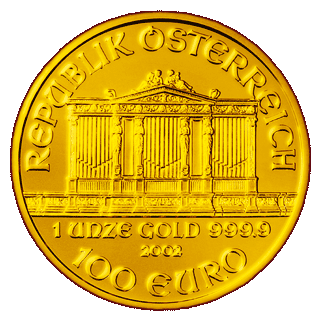 REPUBLIK ÖSTERREICH
1 UNZE GOLD 999.9
2002
100 EURO